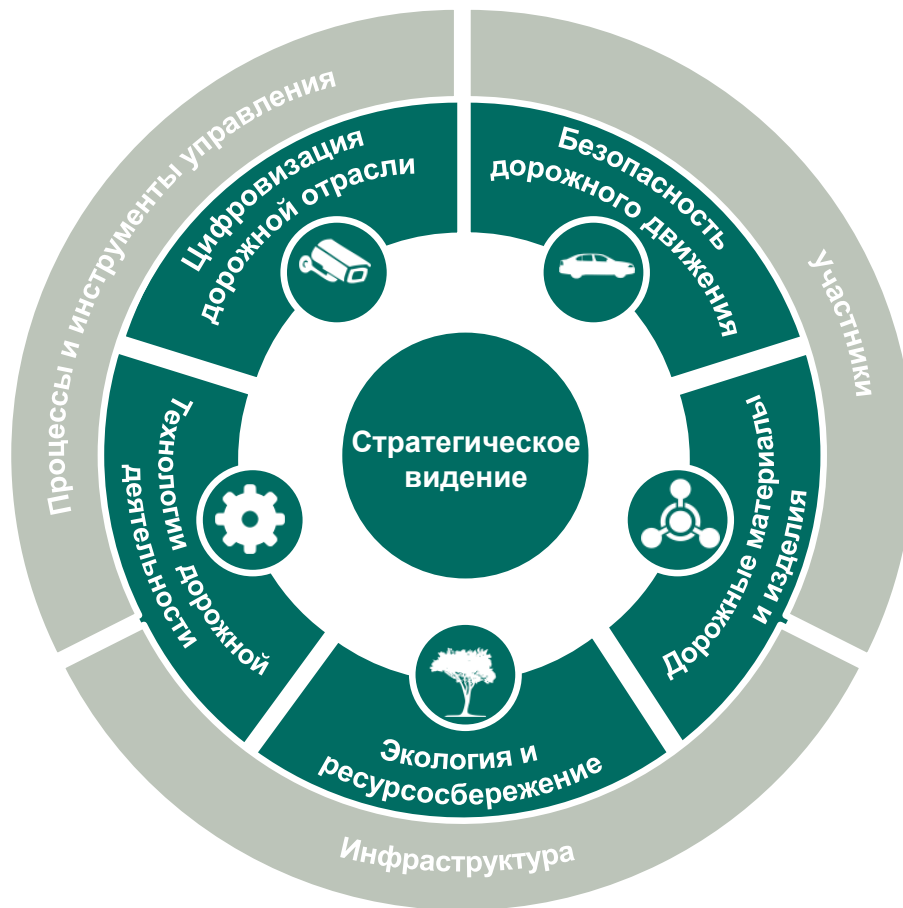 Процессы и инструменты управления
Участники
Инфраструктура
Цифровизация
дорожной отрасли
Безопасность
дорожного движения
Технологии дорожной
деятельности
Дорожные материалы
и изделия
Экология и
ресурсосбережение
Стратегическое
видение